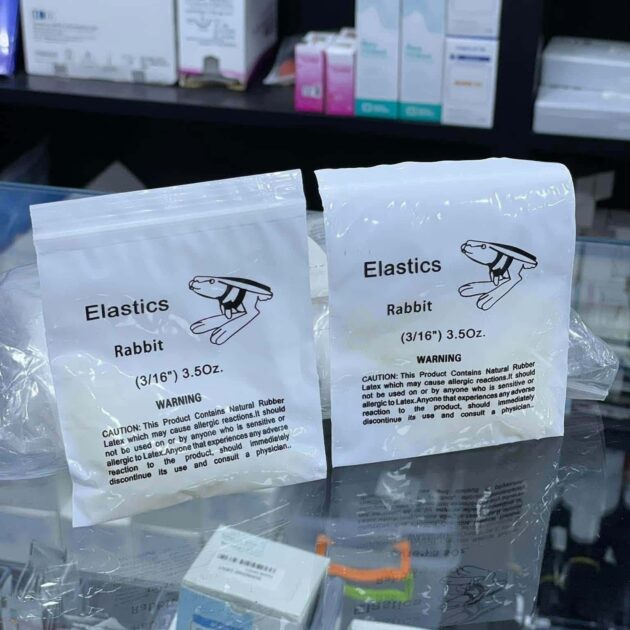 Elastics
Rabbit
(3/16") 3.5Oz.
WARNING
CAUTION: This Product Contains Natural Rubber
Latex which may cause allergic reactions.It should
not be used on or by anyone who is sensitive or
allergic to Latex.Anyone that experiences any adverse
reaction to the product, should immediately
discontinue its use and consult a physician..
Elastics
Rabbit
(3/16") 3.5Oz.
WARNING
CAUTION: This Product Contains Natural Rubber
Latex which may cause allergic reactions.It should
not be used on or by anyone who is sensitive or
allergic to Latex.Anyone that experiences any adverse
reaction to the product, should immediately
discontinue its use and consult a physician..